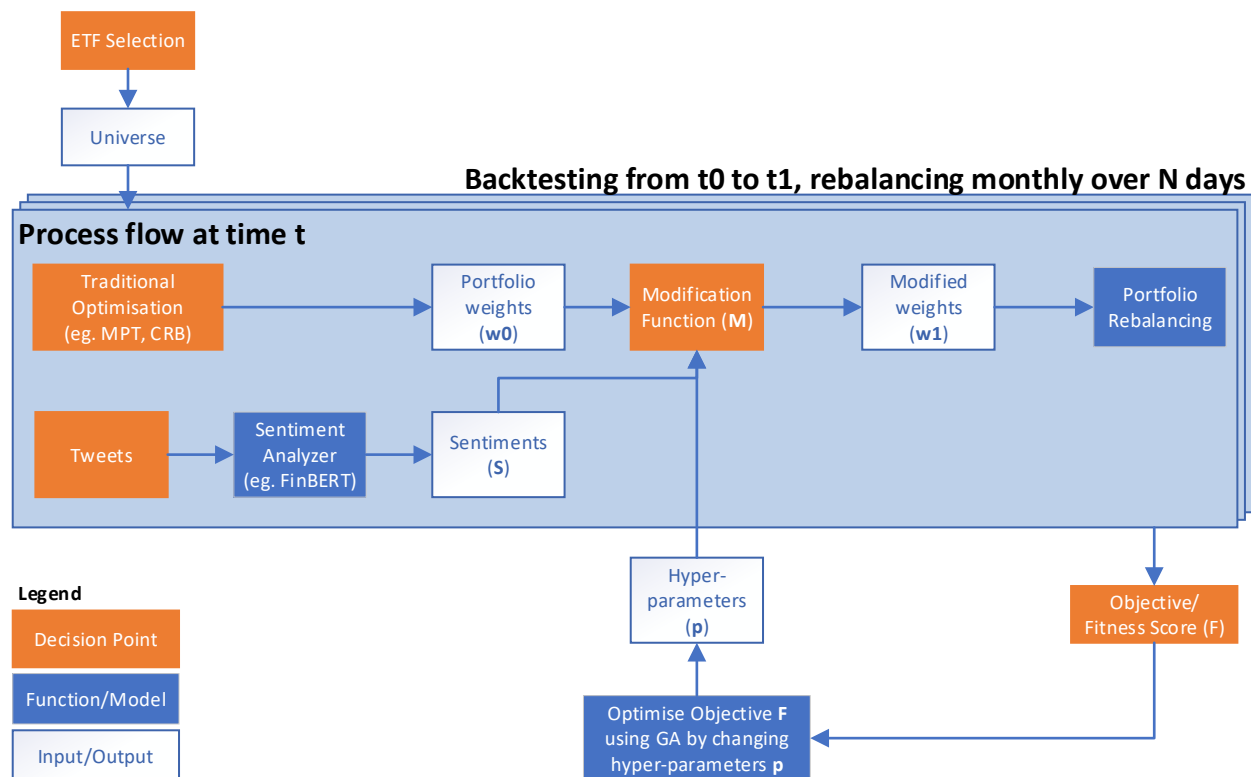 ETF Selection
Universe
Backtesting from t0 to t1, rebalancing monthly over N days
Process flow at time t
Traditional
Optimisation
(eg. MPT, CRB)
Portfolio
weights
(w0)
Modification
Function (M)
Modified
weights
(w1)
Portfolio
Rebalancing
Tweets
Sentiment
Analyzer
(eg. FinBERT)
Sentiments
(S)
Hyper-
parameters
(p)
Objective/
Fitness Score (F)
Optimise Objective F
using GA by changing
hyper-parameters p
Legend
Decision Point
Function/Model
Input/Output